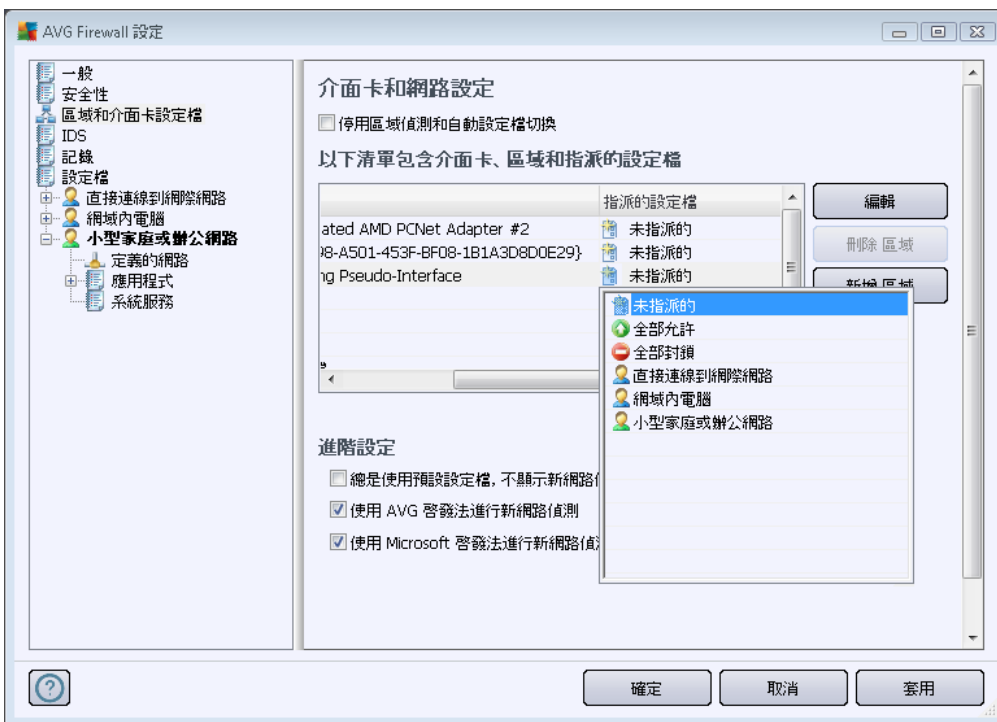 AVG Firewall 設定
一般
安全性
區域和介面卡設定檔
IDS
記錄
設定檔
直接連線到網際網路
網域內電腦
小型家庭或辦公網路
定義的網路
應用程式
系統服務
介面卡和網路設定
停用區域偵測和自動設定檔切換
以下清單包含介面卡、區域和指派的設定檔
指派的設定檔
ated AMD PCNet Adapter #2 未指派的
98-A501-453F-BF08-1B1A3D8D0E29} 未指派的
ng Pseudo-Interface 未指派的
編輯
刪除 區域
新增 區域
未指派的
全部允許
全部封鎖
直接連線到網際網路
網域內電腦
小型家庭或辦公網路
進階設定
總是使用預設設定檔, 不顯示新網路
使用 AVG 啟發法進行新網路偵測
使用 Microsoft 啟發法進行新網路偵
確定
取消
套用